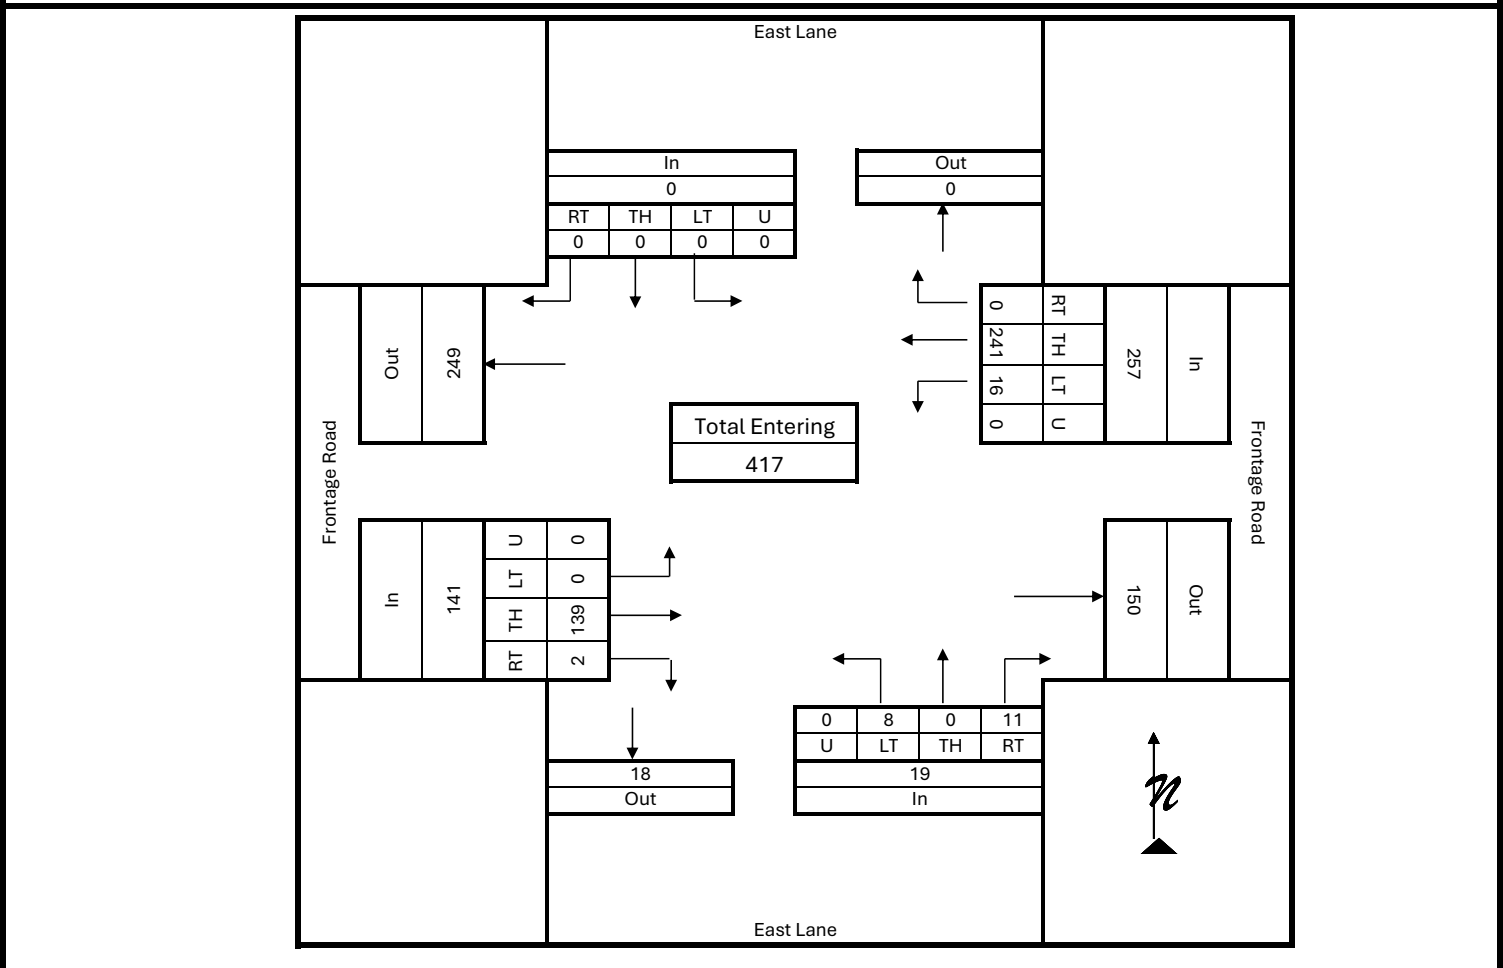 East Lane
In
0
RT TH LT U
0 0 0 0
Out
0
Out
249
0 RT
241 TH
16 LT
0 U
257
In
Total Entering
417
Frontage Road
Frontage Road
In
141
U 0
LT 0
TH 139
RT 2
150
Out
0 8 0 11
U LT TH RT
19
In
18
Out
N
East Lane